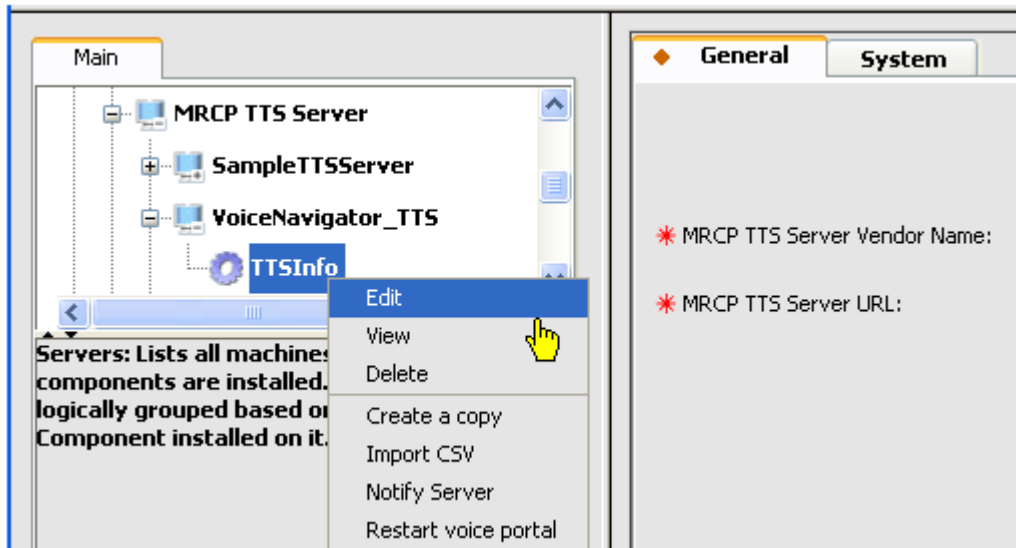 Main
MRCP TTS Server
SampleTTSServer
VoiceNavigator_TTS
TTSInfo
Servers: Lists all machines
components are installed.
logically grouped based o
Component installed on it.
Edit
View
Delete
Create a copy
Import CSV
Notify Server
Restart voice portal
General
System
MRCP TTS Server Vendor Name:
MRCP TTS Server URL: